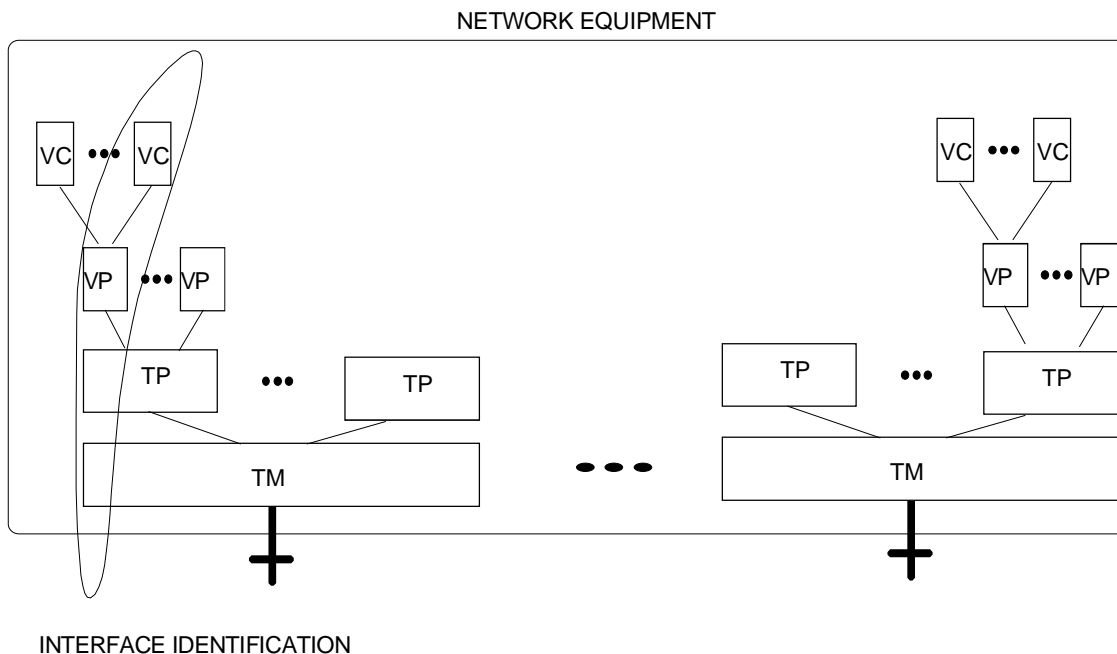 NETWORK EQUIPMENT
VC ••• VC VC ••• VC
VP ••• VP VP ••• VP
TP ••• TP TP ••• TP
TM TM
INTERFACE IDENTIFICATION